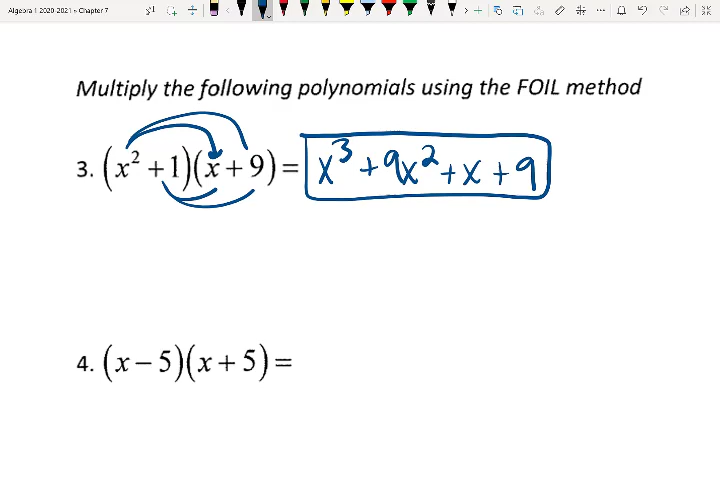 Algebra 1 2020-2021 » Chapter 7
Multiply the following polynomials using the FOIL method
3. (x² + 1)(x + 9) = x³ + 9x² + x + 9
4. (x − 5)(x + 5) =